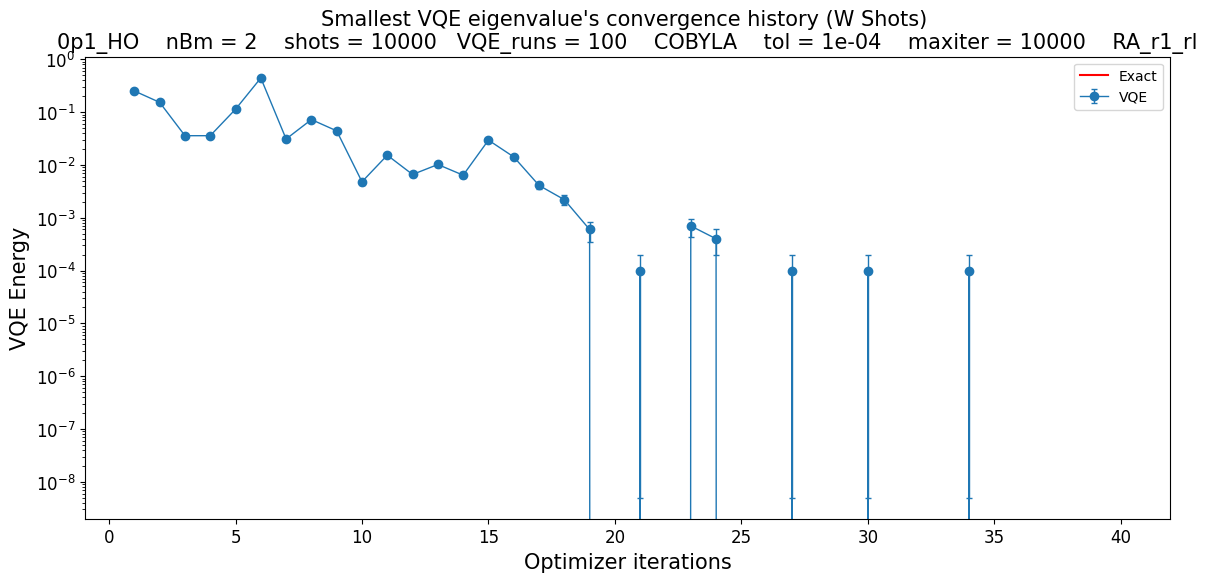 Smallest VQE eigenvalue's convergence history (W Shots)
0p1_HO nBm = 2 shots = 10000 VQE_runs = 100 COBYLA tol = 1e-04 maxiter = 10000 RA_r1_rl
Exact
VQE
10⁰
10⁻¹
10⁻²
10⁻³
10⁻⁴
10⁻⁵
10⁻⁶
10⁻⁷
10⁻⁸
VQE Energy
0 5 10 15 20 25 30 35 40
Optimizer iterations